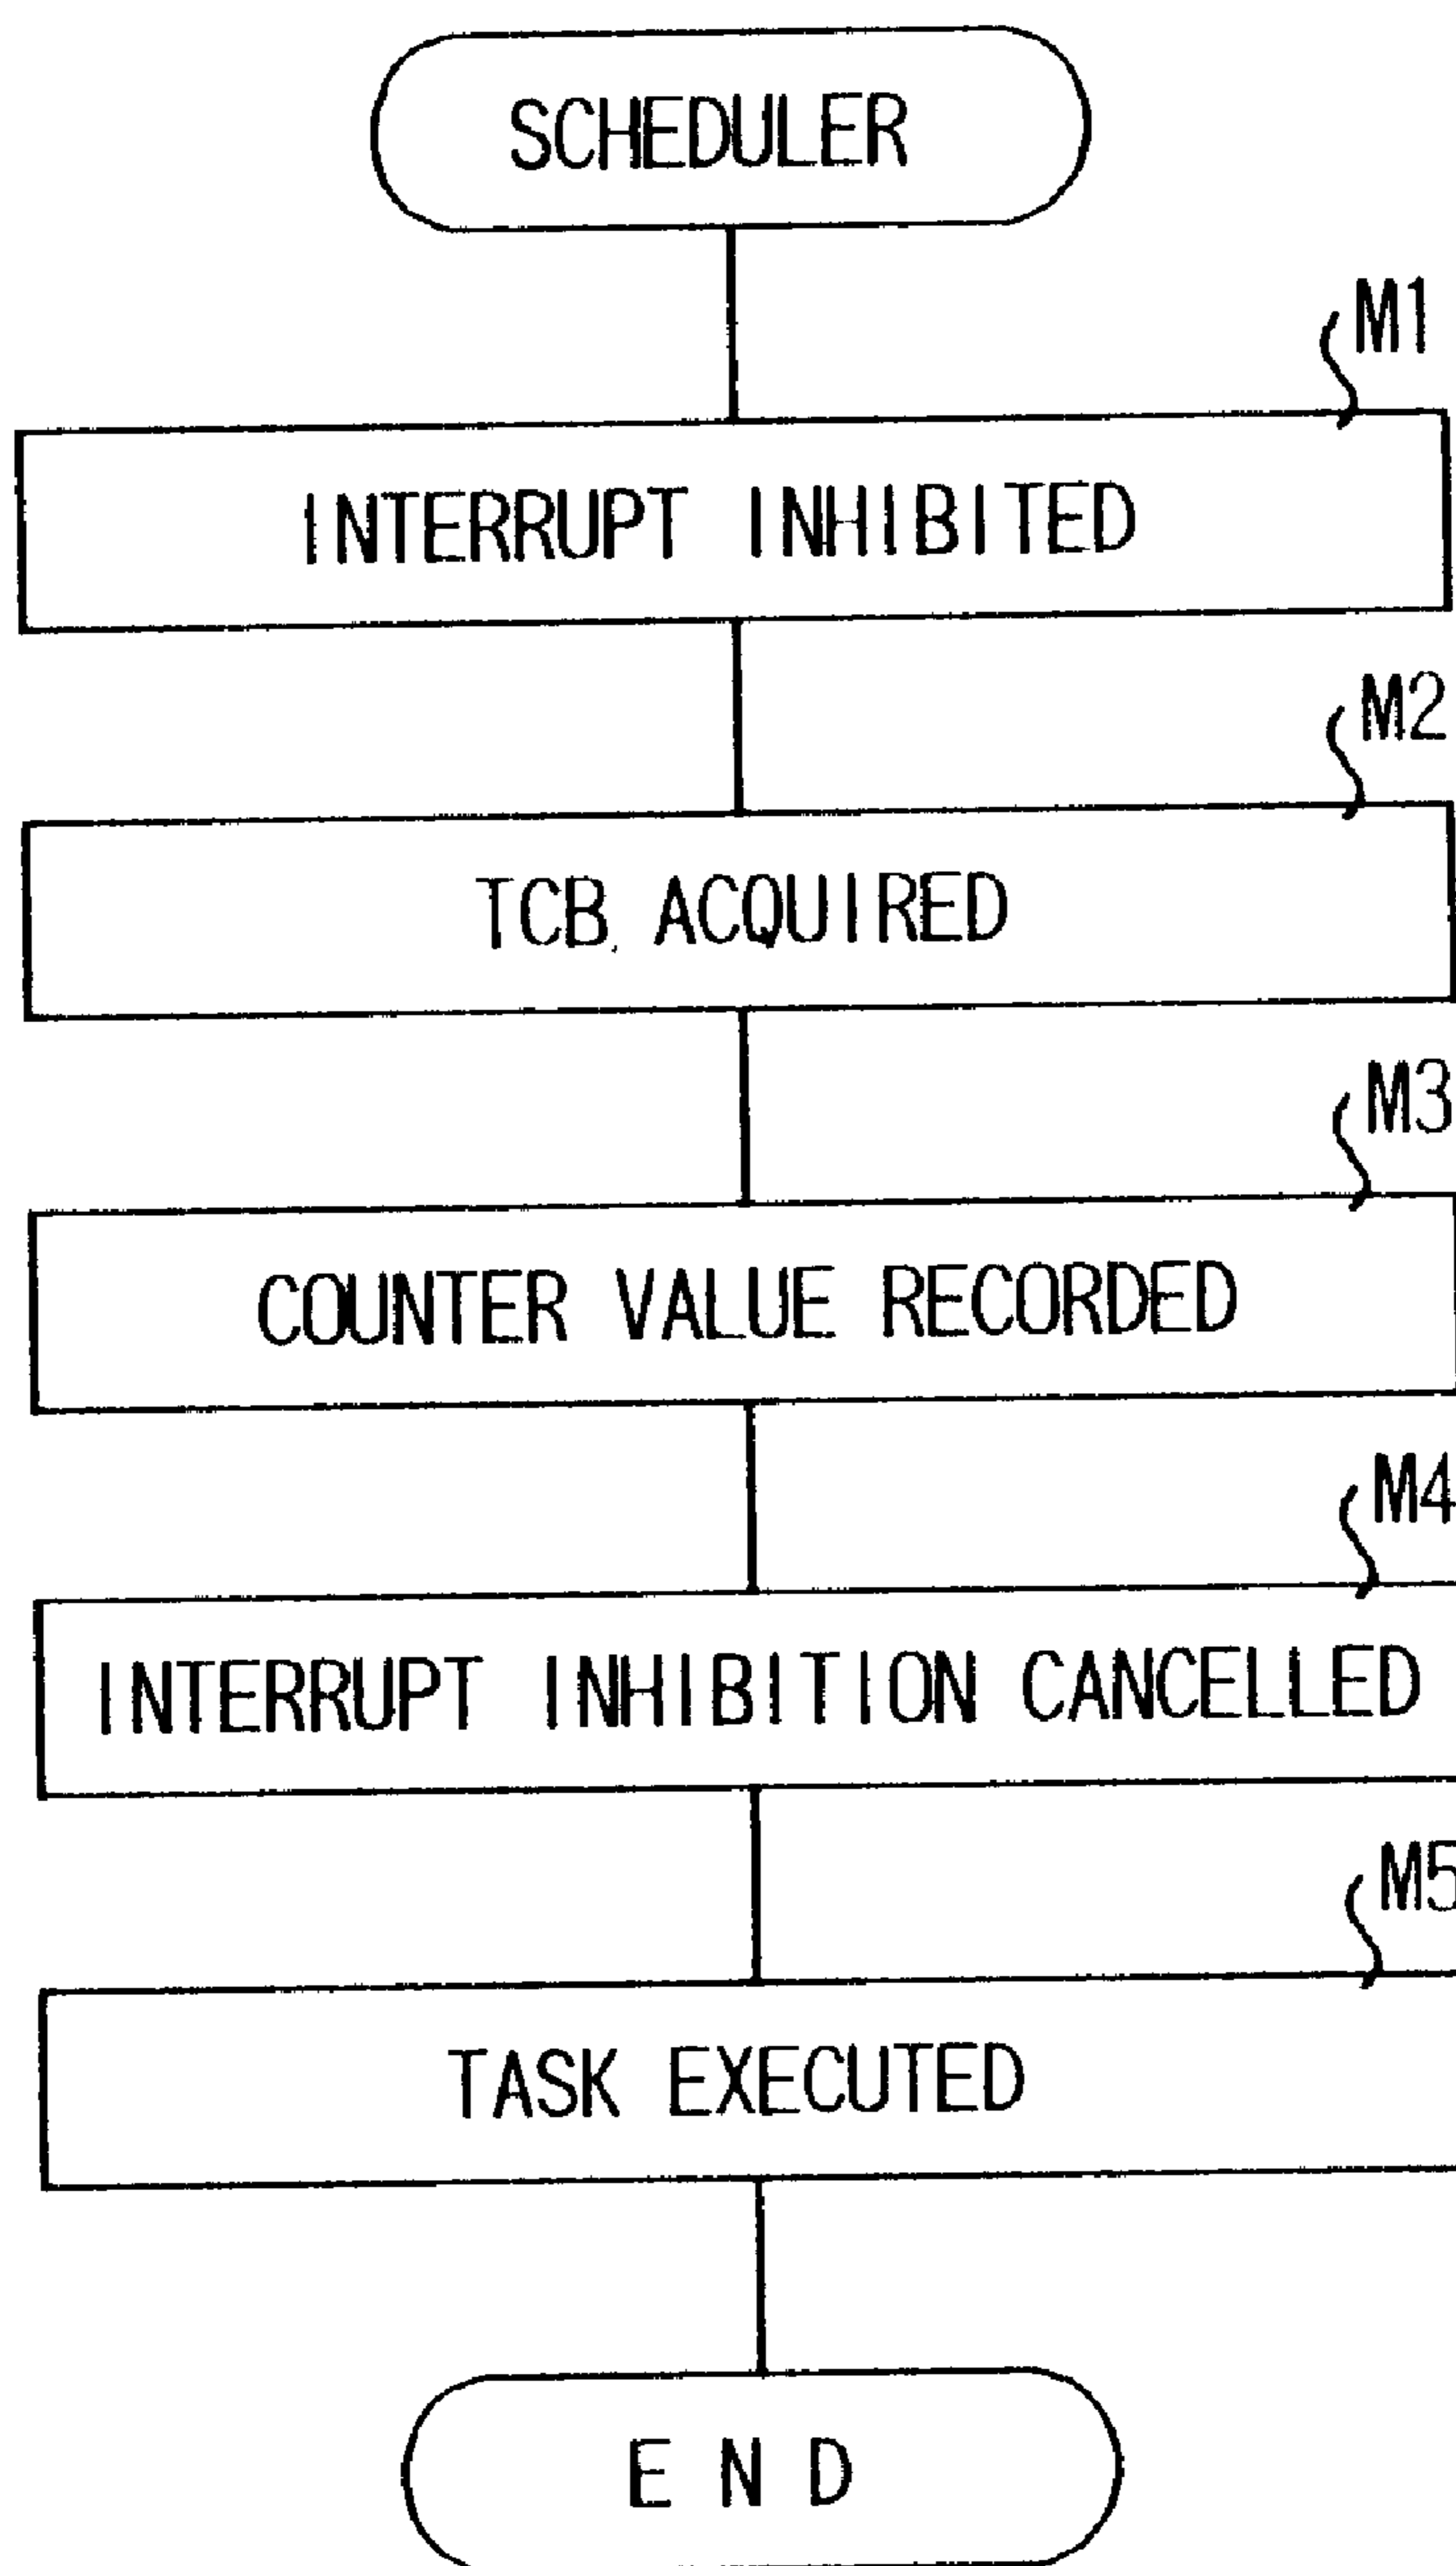 SCHEDULER
M1
INTERRUPT INHIBITED
M2
TCB ACQUIRED
M3
COUNTER VALUE RECORDED
M4
INTERRUPT INHIBITION CANCELLED
M5
TASK EXECUTED
E N D